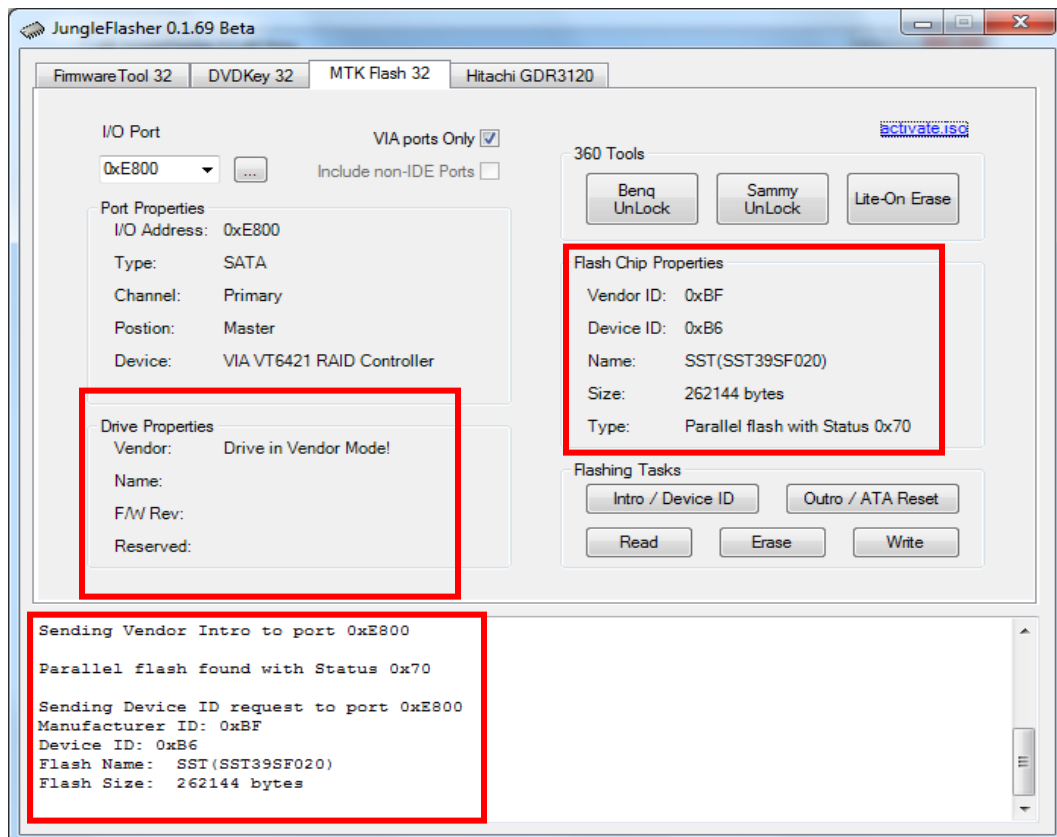 JungleFlasher 0.1.69 Beta
FirmwareTool 32
DVDKey 32
MTK Flash 32
Hitachi GDR3120
I/O Port
VIA ports Only
activate.iso
0xE800
...
Include non-IDE Ports
Port Properties
I/O Address: 0xE800
Type: SATA
Channel: Primary
Postion: Master
Device: VIA VT6421 RAID Controller
Drive Properties
Vendor: Drive in Vendor Mode!
Name:
F/W Rev:
Reserved:
360 Tools
Benq
UnLock
Sammy
UnLock
Lite-On Erase
Flash Chip Properties
Vendor ID: 0xBF
Device ID: 0xB6
Name: SST(SST39SF020)
Size: 262144 bytes
Type: Parallel flash with Status 0x70
Flashing Tasks
Intro / Device ID
Outro / ATA Reset
Read
Erase
Write
Sending Vendor Intro to port 0xE800
Parallel flash found with Status 0x70
Sending Device ID request to port 0xE800
Manufacturer ID: 0xBF
Device ID: 0xB6
Flash Name: SST(SST39SF020)
Flash Size: 262144 bytes